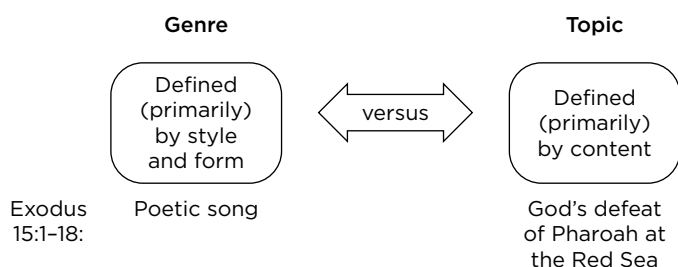 Genre
Topic
Defined
(primarily)
by style
and form
versus
Defined
(primarily)
by content
Exodus
15:1–18:
Poetic song
God’s defeat
of Pharoah at
the Red Sea